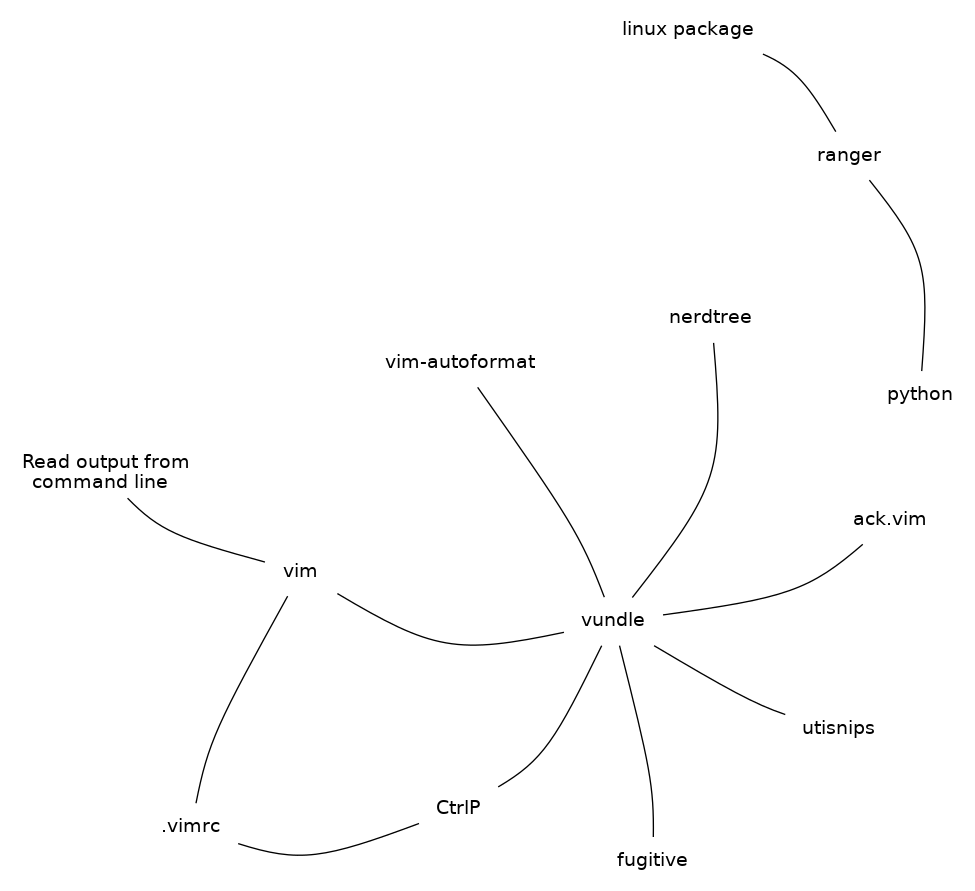 linux package
ranger
nerdtree
vim-autoformat
python
Read output from
command line
ack.vim
vim
vundle
utisnips
CtrlP
.vimrc
fugitive